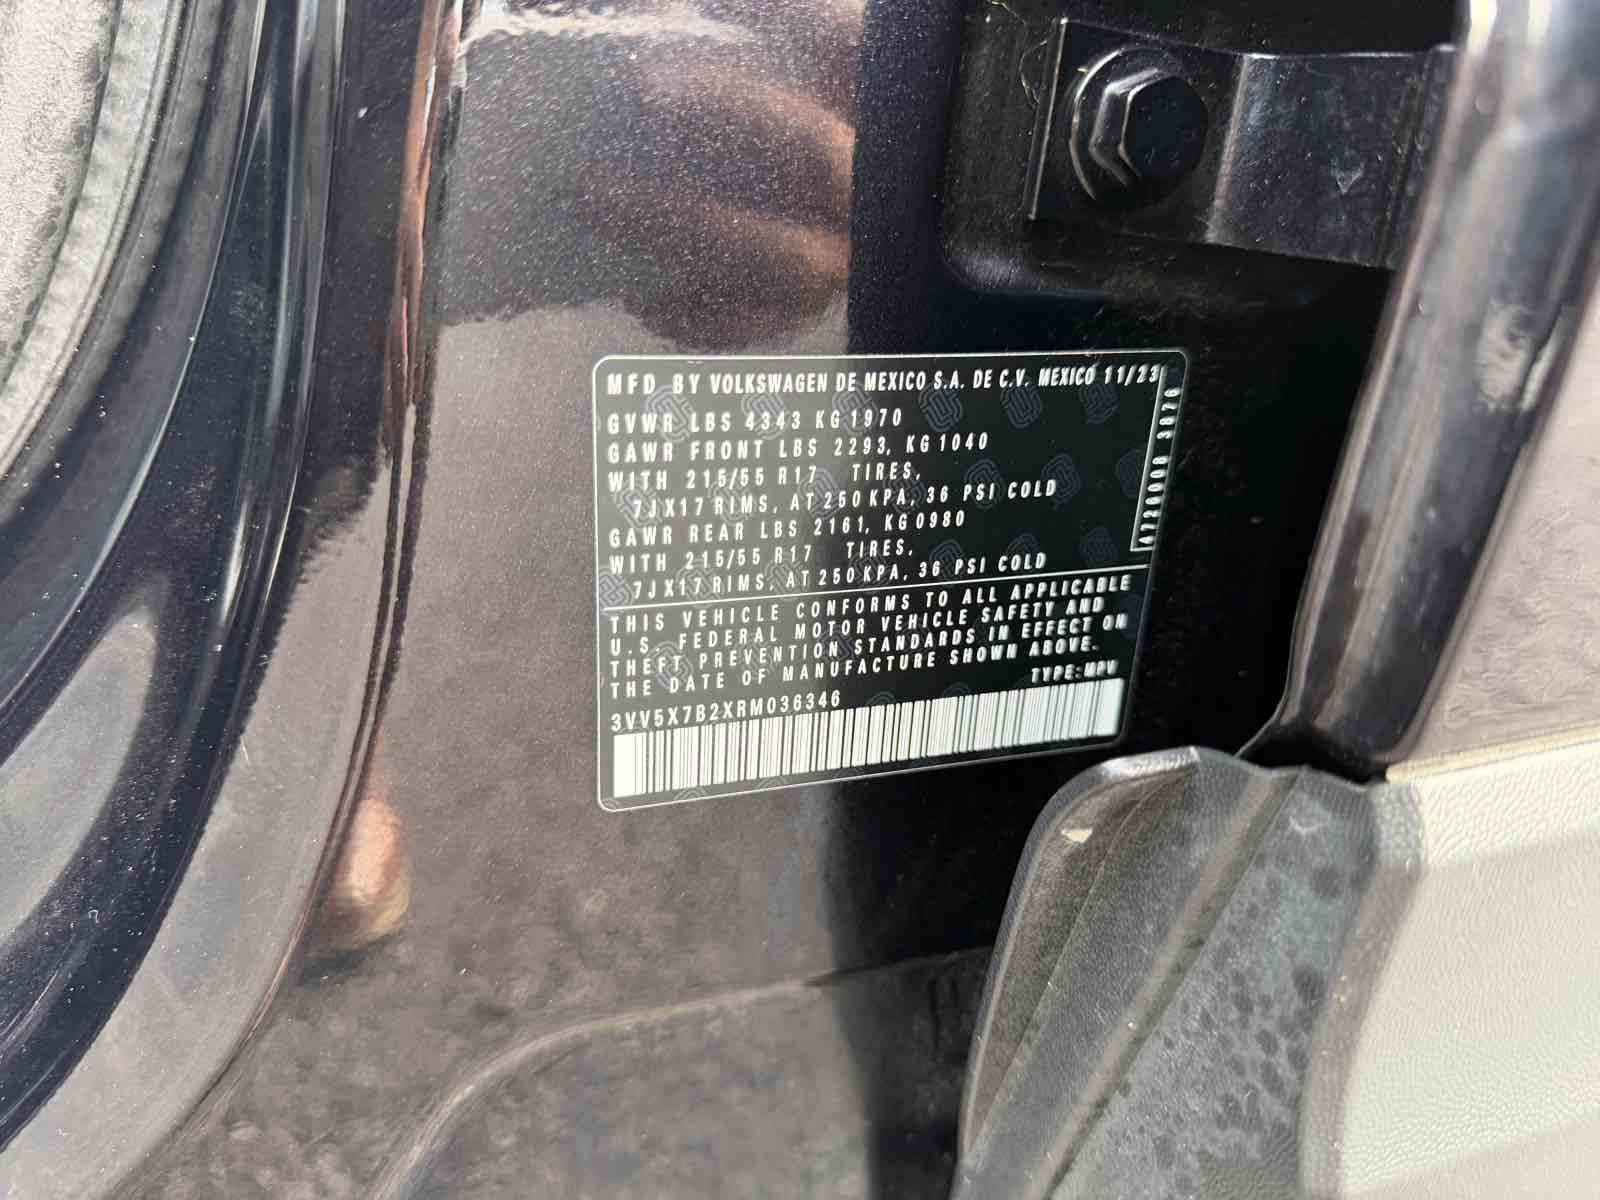 MFD BY VOLKSWAGEN DE MEXICO S.A. DE C.V. MEXICO 11/23
GVWR LBS 4343 KG 1970
GAWR FRONT LBS 2293, KG 1040
WITH 215/55 R17 TIRES,
7JX17 RIMS, AT 250 KPA, 36 PSI COLD
GAWR REAR LBS 2161, KG 0980
WITH 215/55 R17 TIRES,
7JX17 RIMS, AT 250 KPA, 36 PSI COLD
THIS VEHICLE CONFORMS TO ALL APPLICABLE
U.S. FEDERAL MOTOR VEHICLE SAFETY AND
THEFT PREVENTION STANDARDS IN EFFECT ON
THE DATE OF MANUFACTURE SHOWN ABOVE.
TYPE:MPV
3VV5X7B2XRM036346